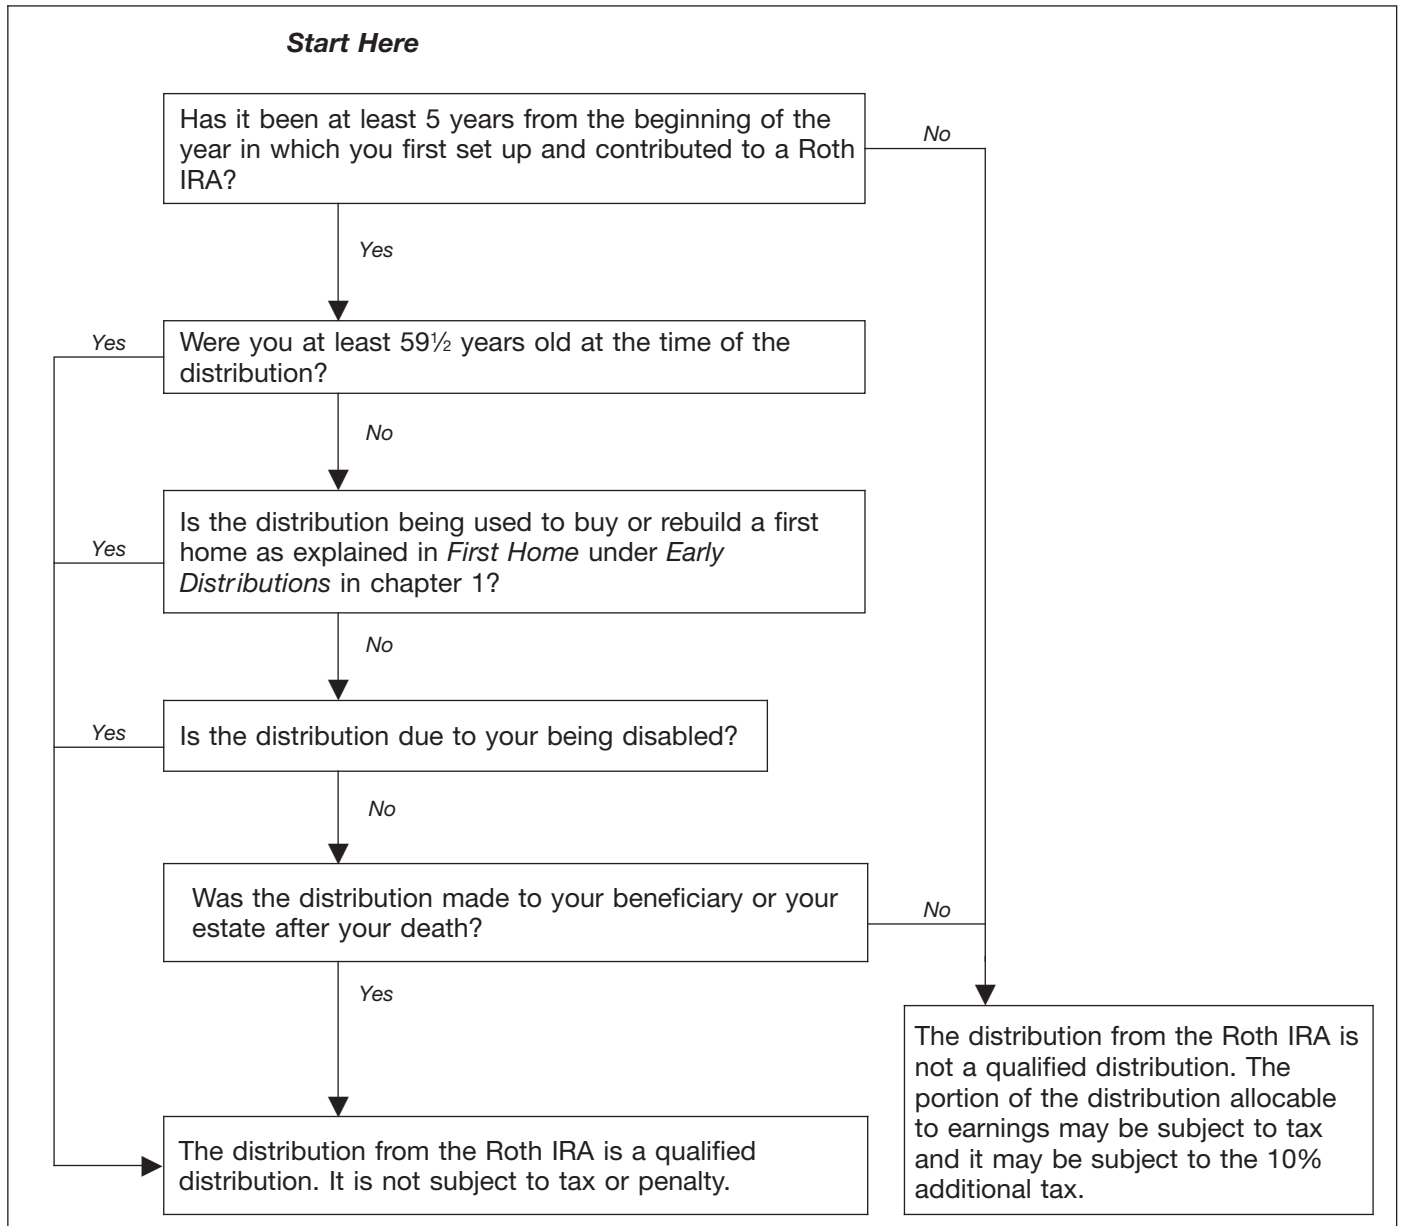 Start Here
Has it been at least 5 years from the beginning of the
year in which you first set up and contributed to a Roth
IRA?
No
Yes
Yes
Were you at least 59½ years old at the time of the
distribution?
No
Yes
Is the distribution being used to buy or rebuild a first
home as explained in First Home under Early
Distributions in chapter 1?
No
Yes
Is the distribution due to your being disabled?
No
Was the distribution made to your beneficiary or your
estate after your death?
No
Yes
The distribution from the Roth IRA is
not a qualified distribution. The
portion of the distribution allocable
to earnings may be subject to tax
and it may be subject to the 10%
additional tax.
The distribution from the Roth IRA is a qualified
distribution. It is not subject to tax or penalty.